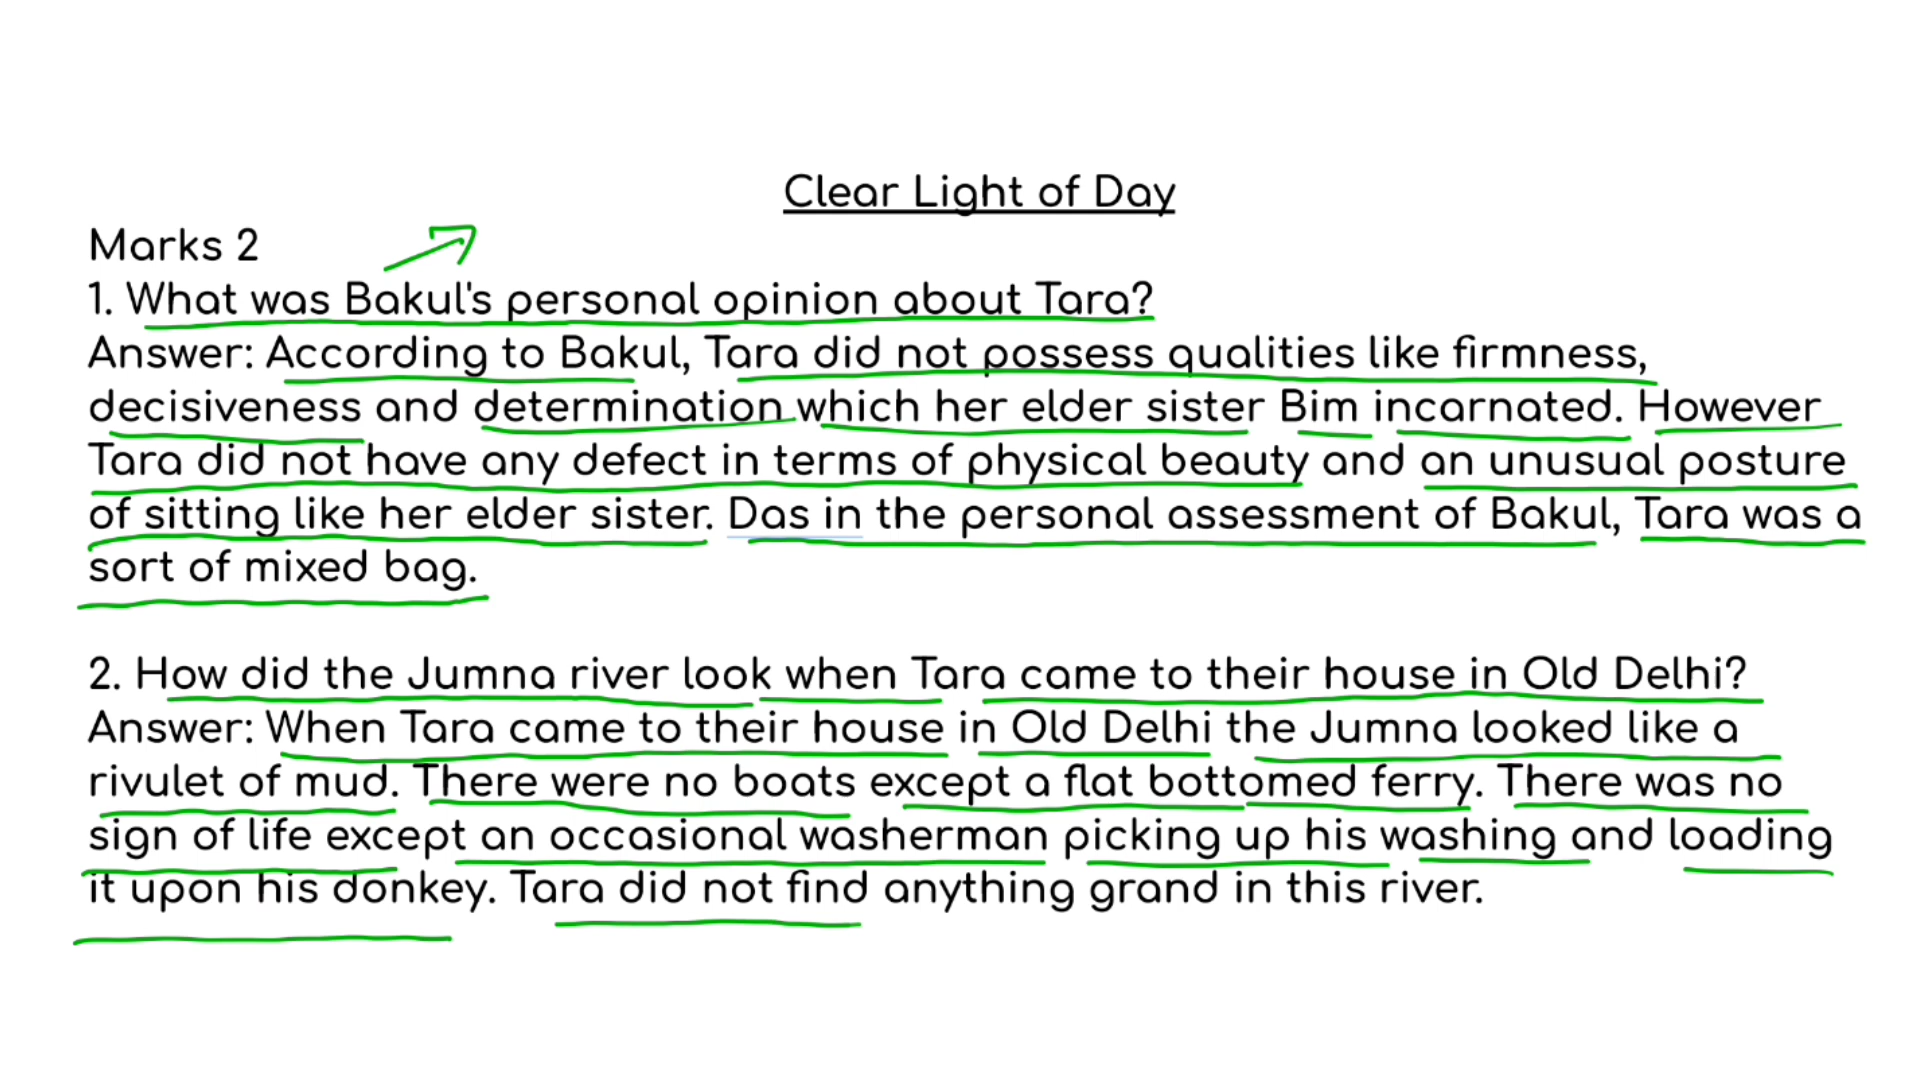 Clear Light of Day
Marks 2
1. What was Bakul's personal opinion about Tara?
Answer: According to Bakul, Tara did not possess qualities like firmness,
decisiveness and determination which her elder sister Bim incarnated. However
Tara did not have any defect in terms of physical beauty and an unusual posture
of sitting like her elder sister. Das in the personal assessment of Bakul, Tara was a
sort of mixed bag.
2. How did the Jumna river look when Tara came to their house in Old Delhi?
Answer: When Tara came to their house in Old Delhi the Jumna looked like a
rivulet of mud. There were no boats except a flat bottomed ferry. There was no
sign of life except an occasional washerman picking up his washing and loading
it upon his donkey. Tara did not find anything grand in this river.